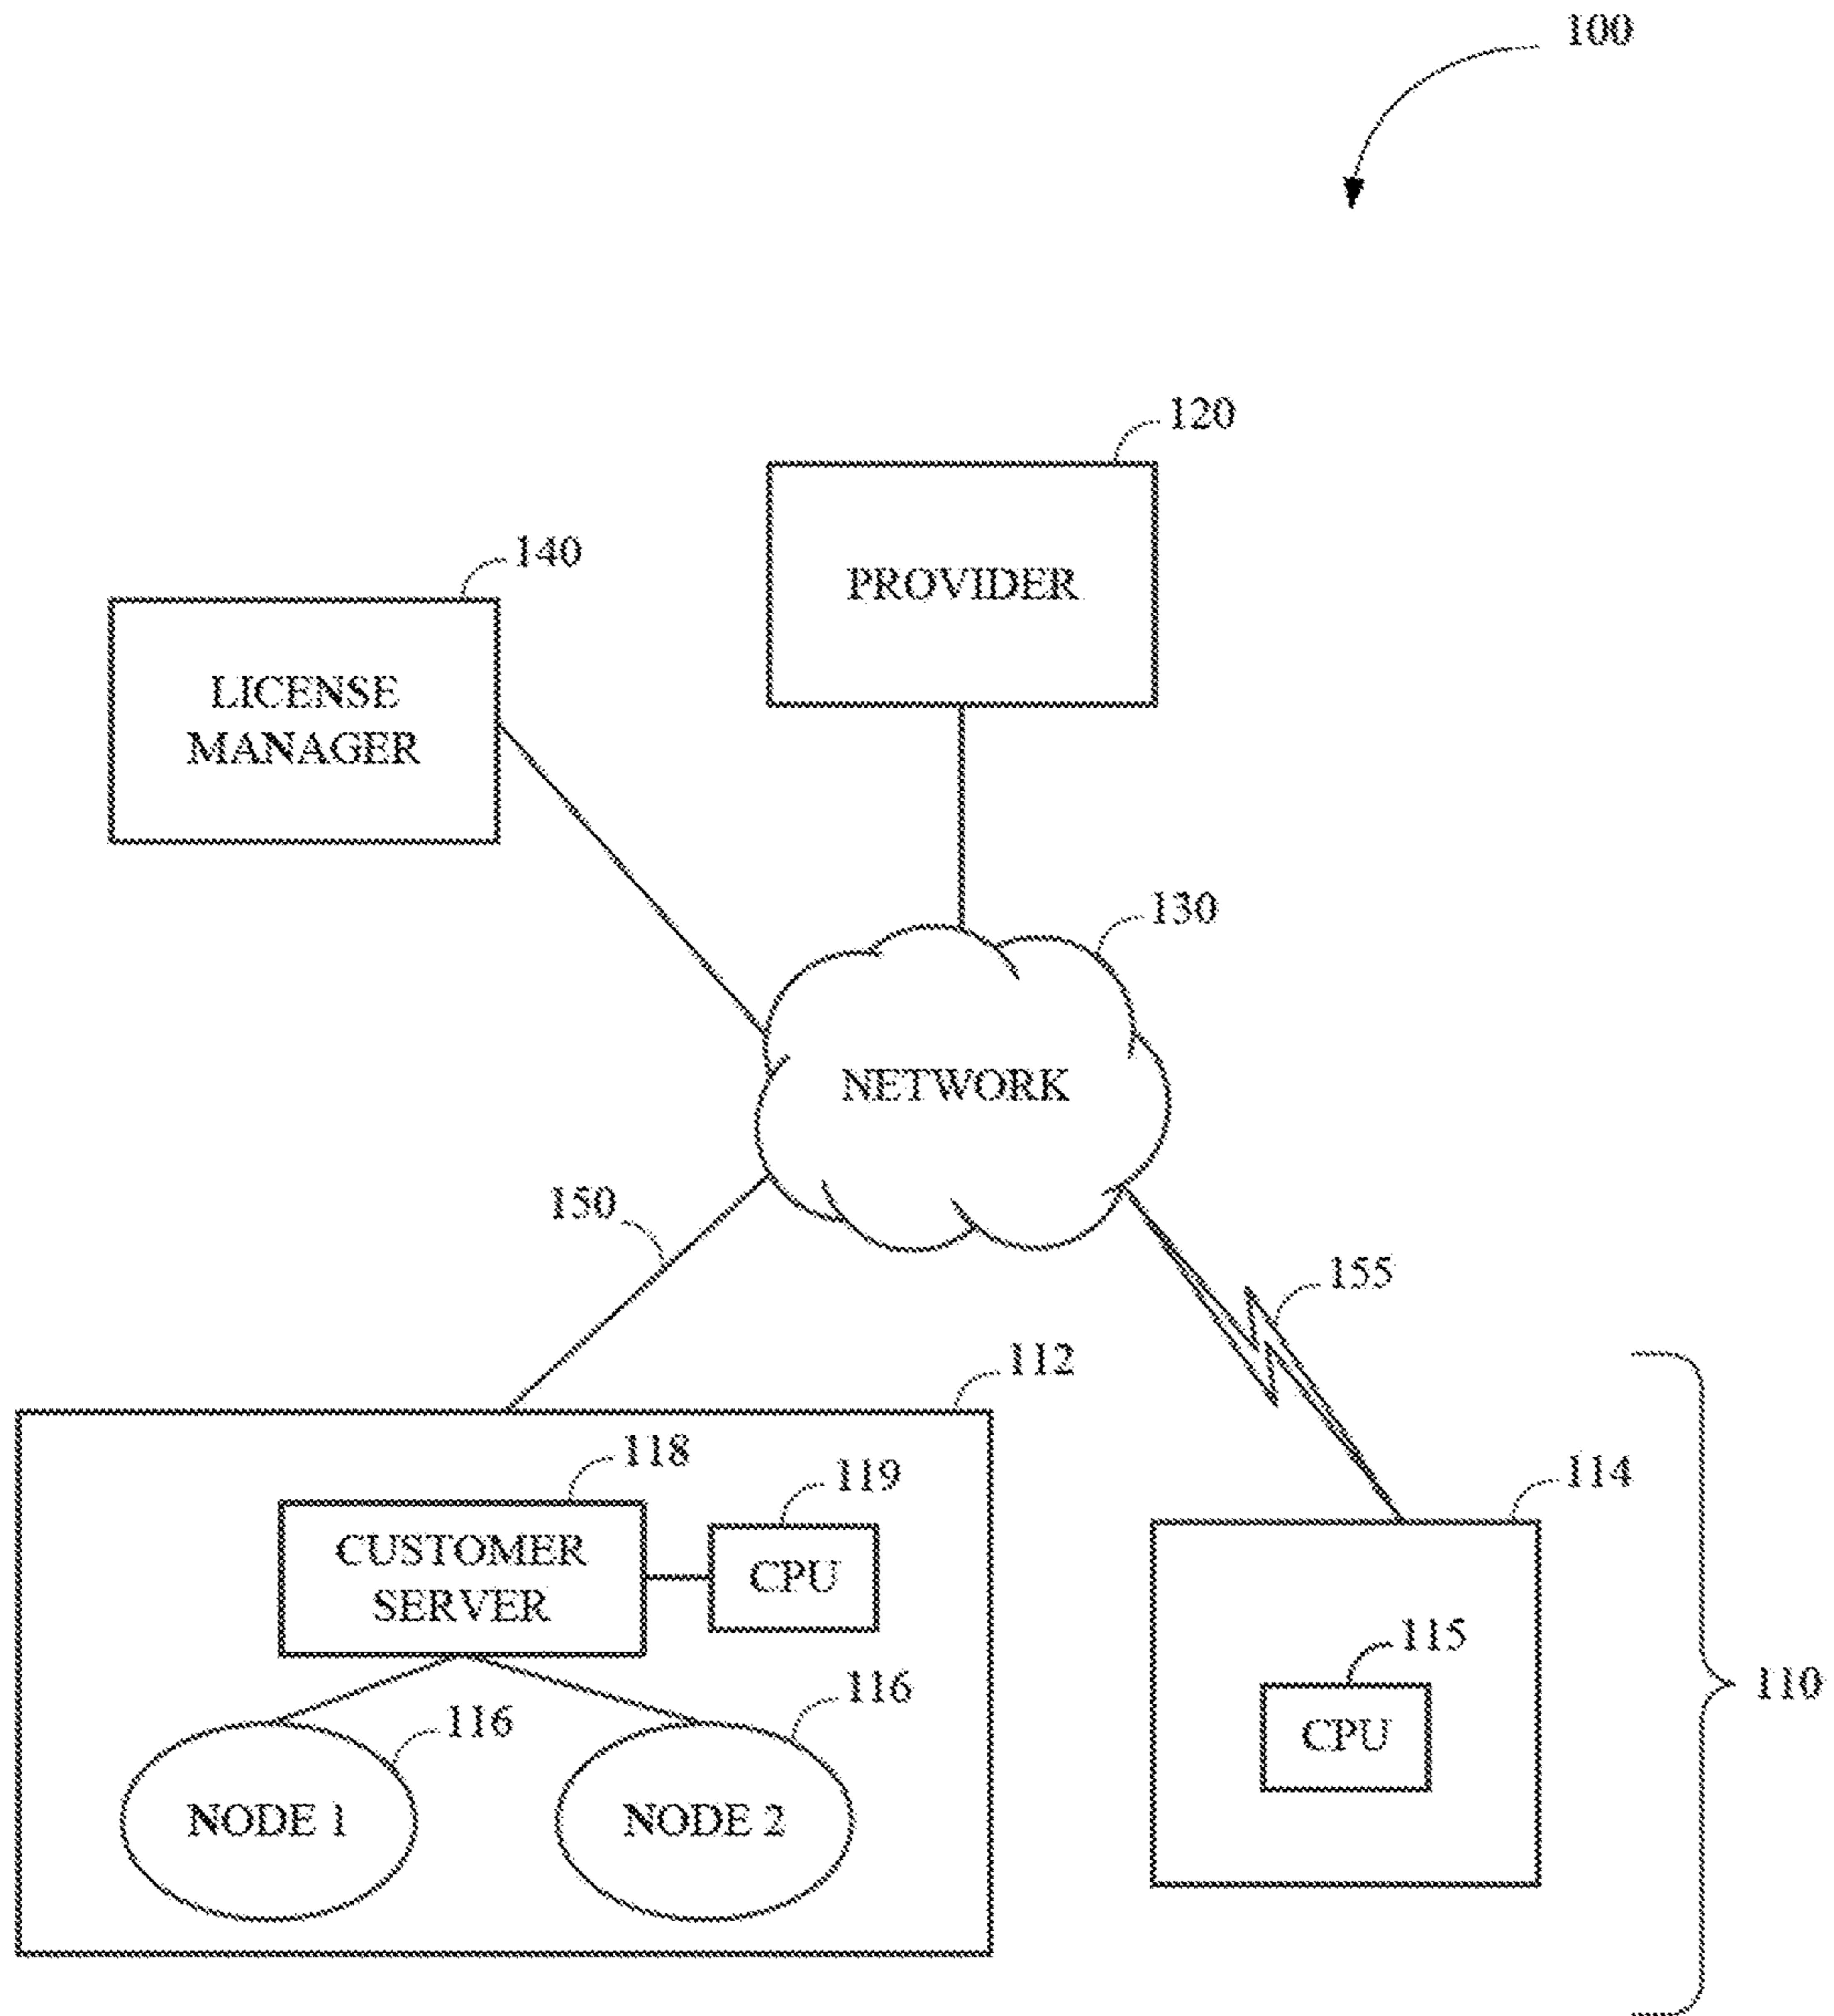 100
120
PROVIDER
140
LICENSE
MANAGER
130
NETWORK
150
155
112
118
119
114
CUSTOMER
SERVER
CPU
115
116
116
110
CPU
NODE 1
NODE 2